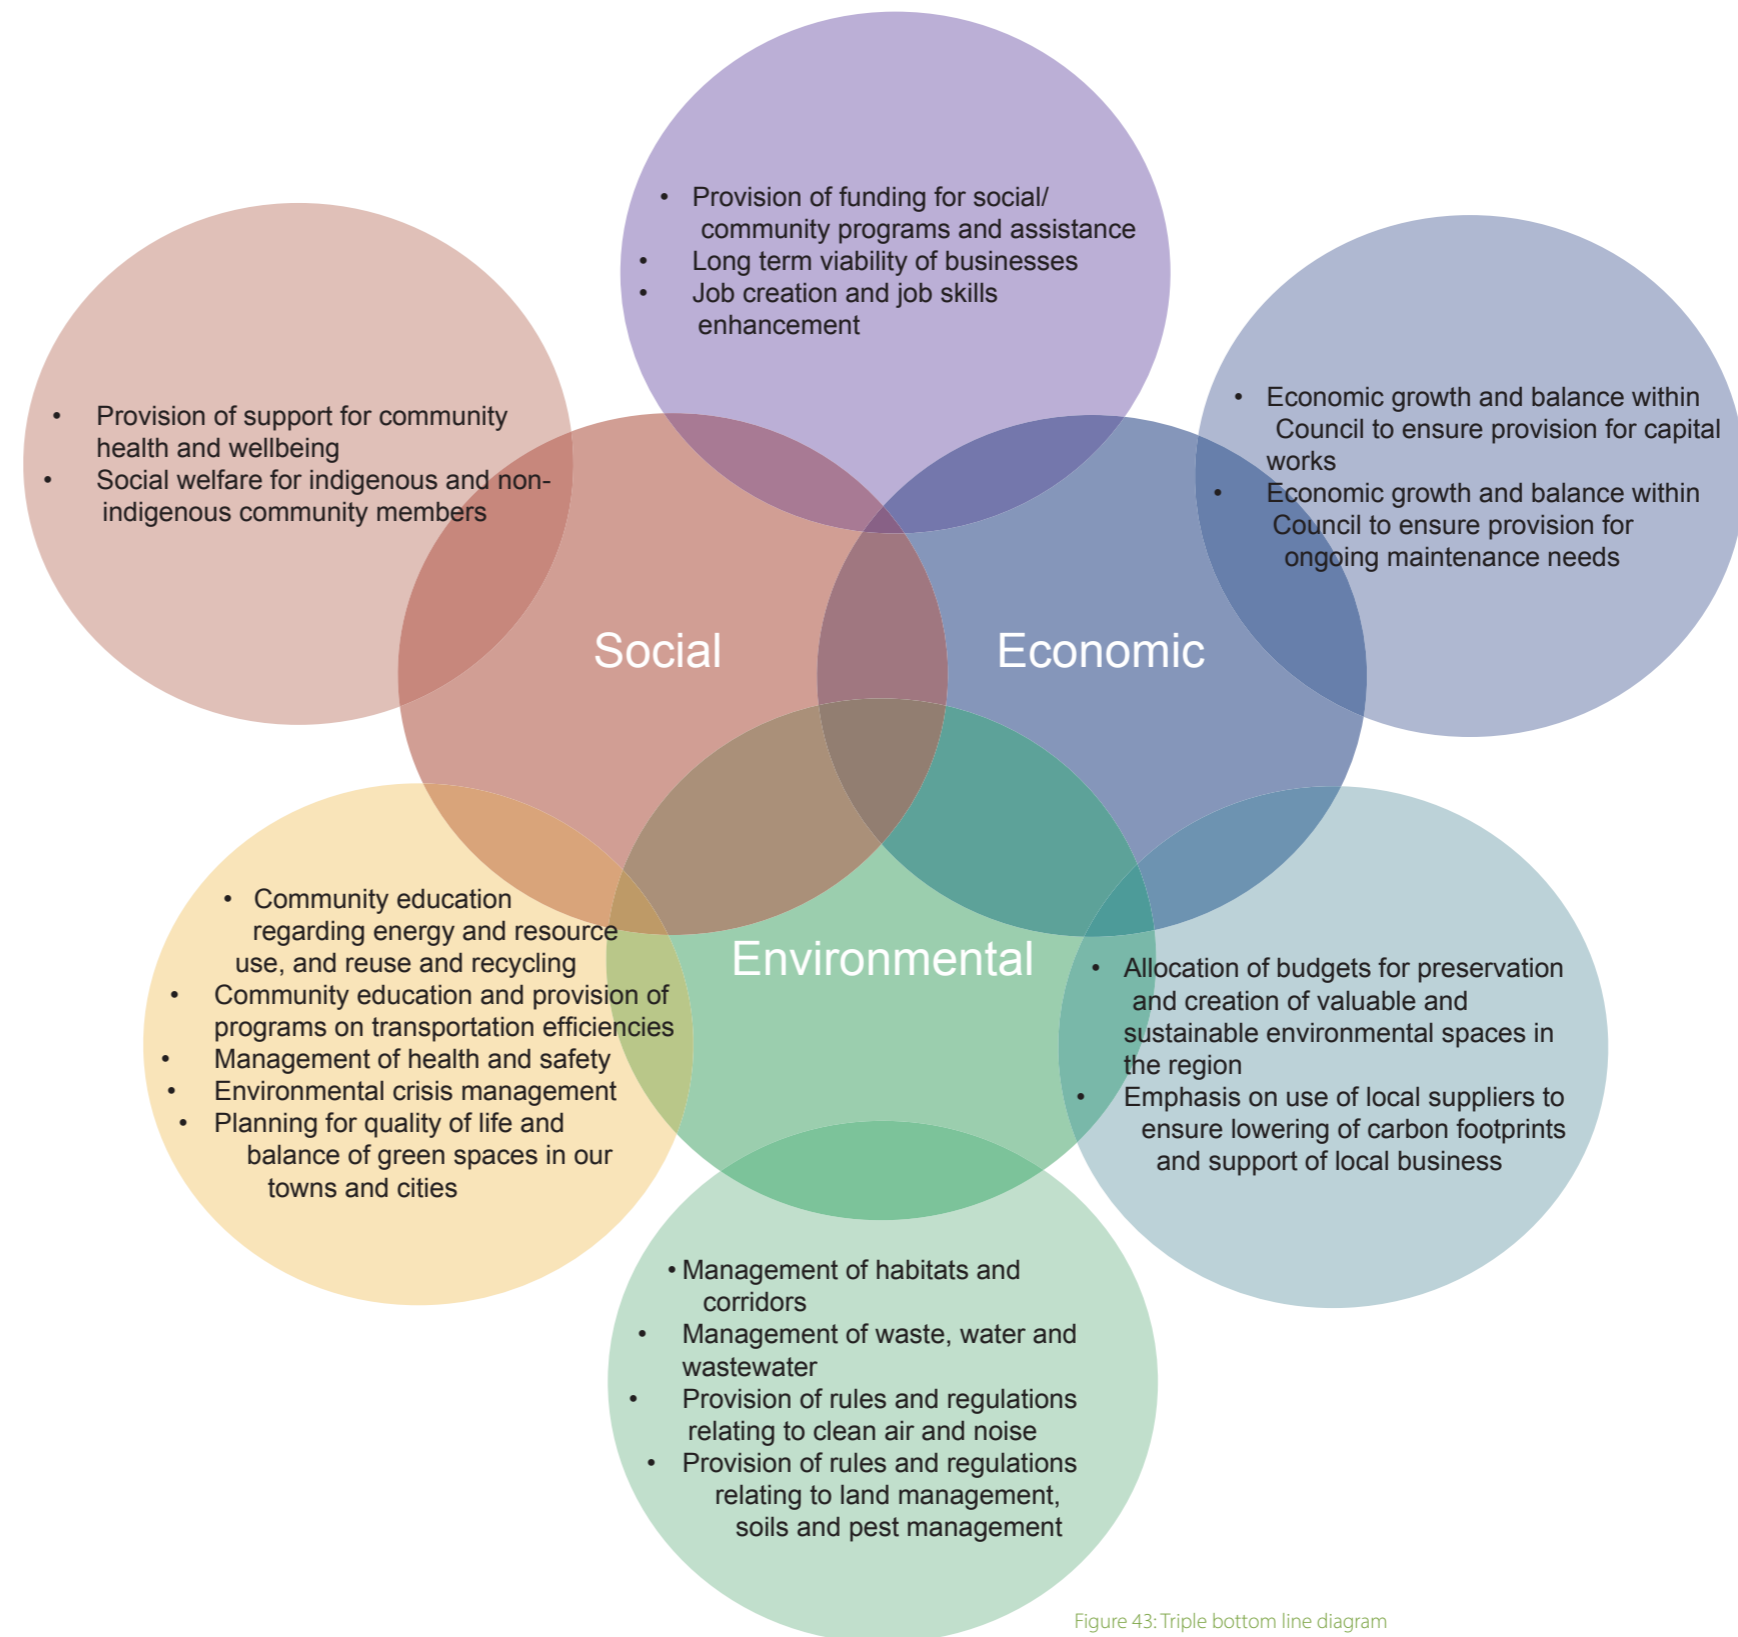 • Provision of funding for social/
community programs and assistance
• Long term viability of businesses
• Job creation and job skills
enhancement
• Provision of support for community
health and wellbeing
• Social welfare for indigenous and non-
indigenous community members
• Economic growth and balance within
Council to ensure provision for capital
works
• Economic growth and balance within
Council to ensure provision for
ongoing maintenance needs
Social
Economic
Environmental
• Community education
regarding energy and resource
use, and reuse and recycling
• Community education and provision of
programs on transportation efficiencies
• Management of health and safety
• Environmental crisis management
• Planning for quality of life and
balance of green spaces in our
towns and cities
• Allocation of budgets for preservation
and creation of valuable and
sustainable environmental spaces in
the region
• Emphasis on use of local suppliers to
ensure lowering of carbon footprints
and support of local business
• Management of habitats and
corridors
• Management of waste, water and
wastewater
• Provision of rules and regulations
relating to clean air and noise
• Provision of rules and regulations
relating to land management,
soils and pest management
Figure 43: Triple bottom line diagram